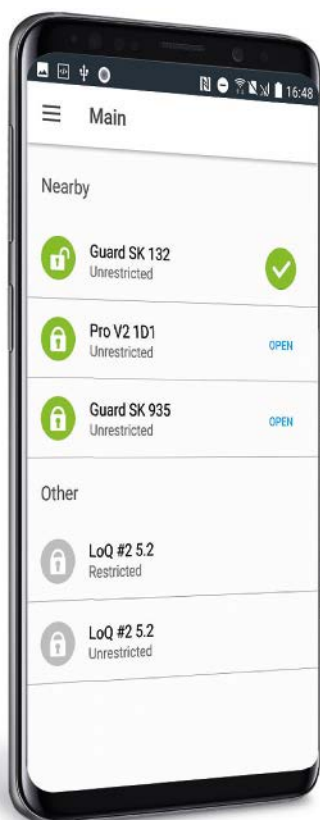 16:48
Main
Nearby
Guard SK 132
Unrestricted
Pro V2 1D1
Unrestricted
OPEN
Guard SK 935
Unrestricted
OPEN
Other
LoQ #2 5.2
Restricted
LoQ #2 5.2
Unrestricted